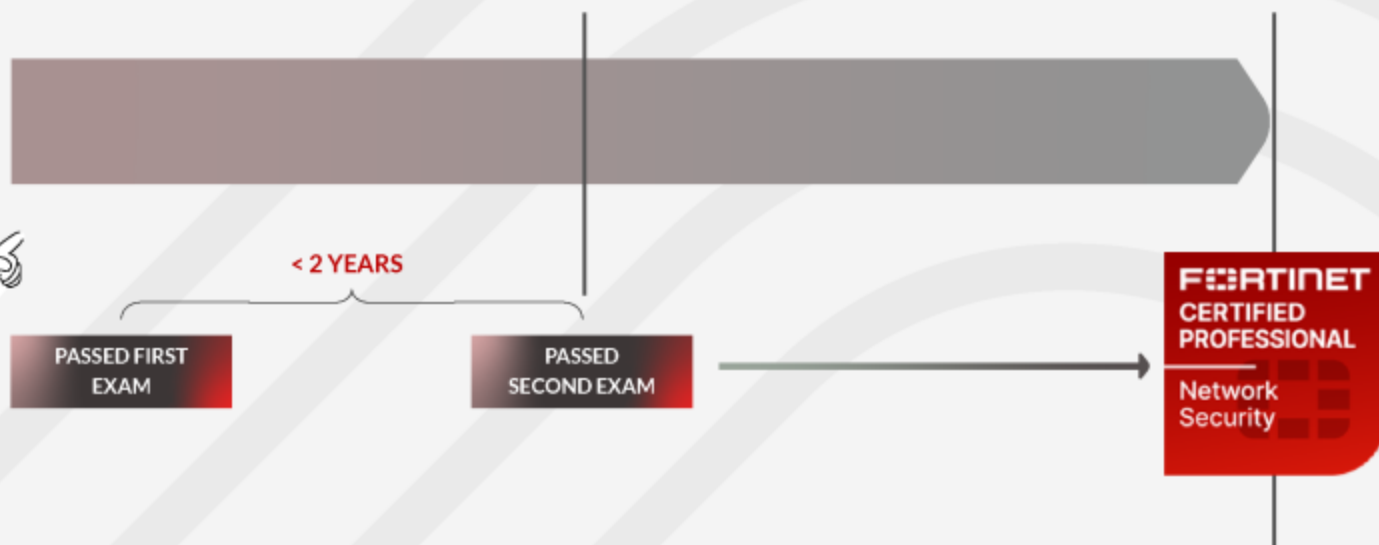 < 2 YEARS
PASSED FIRST
EXAM
PASSED
SECOND EXAM
FORTINET
CERTIFIED
PROFESSIONAL
Network
Security